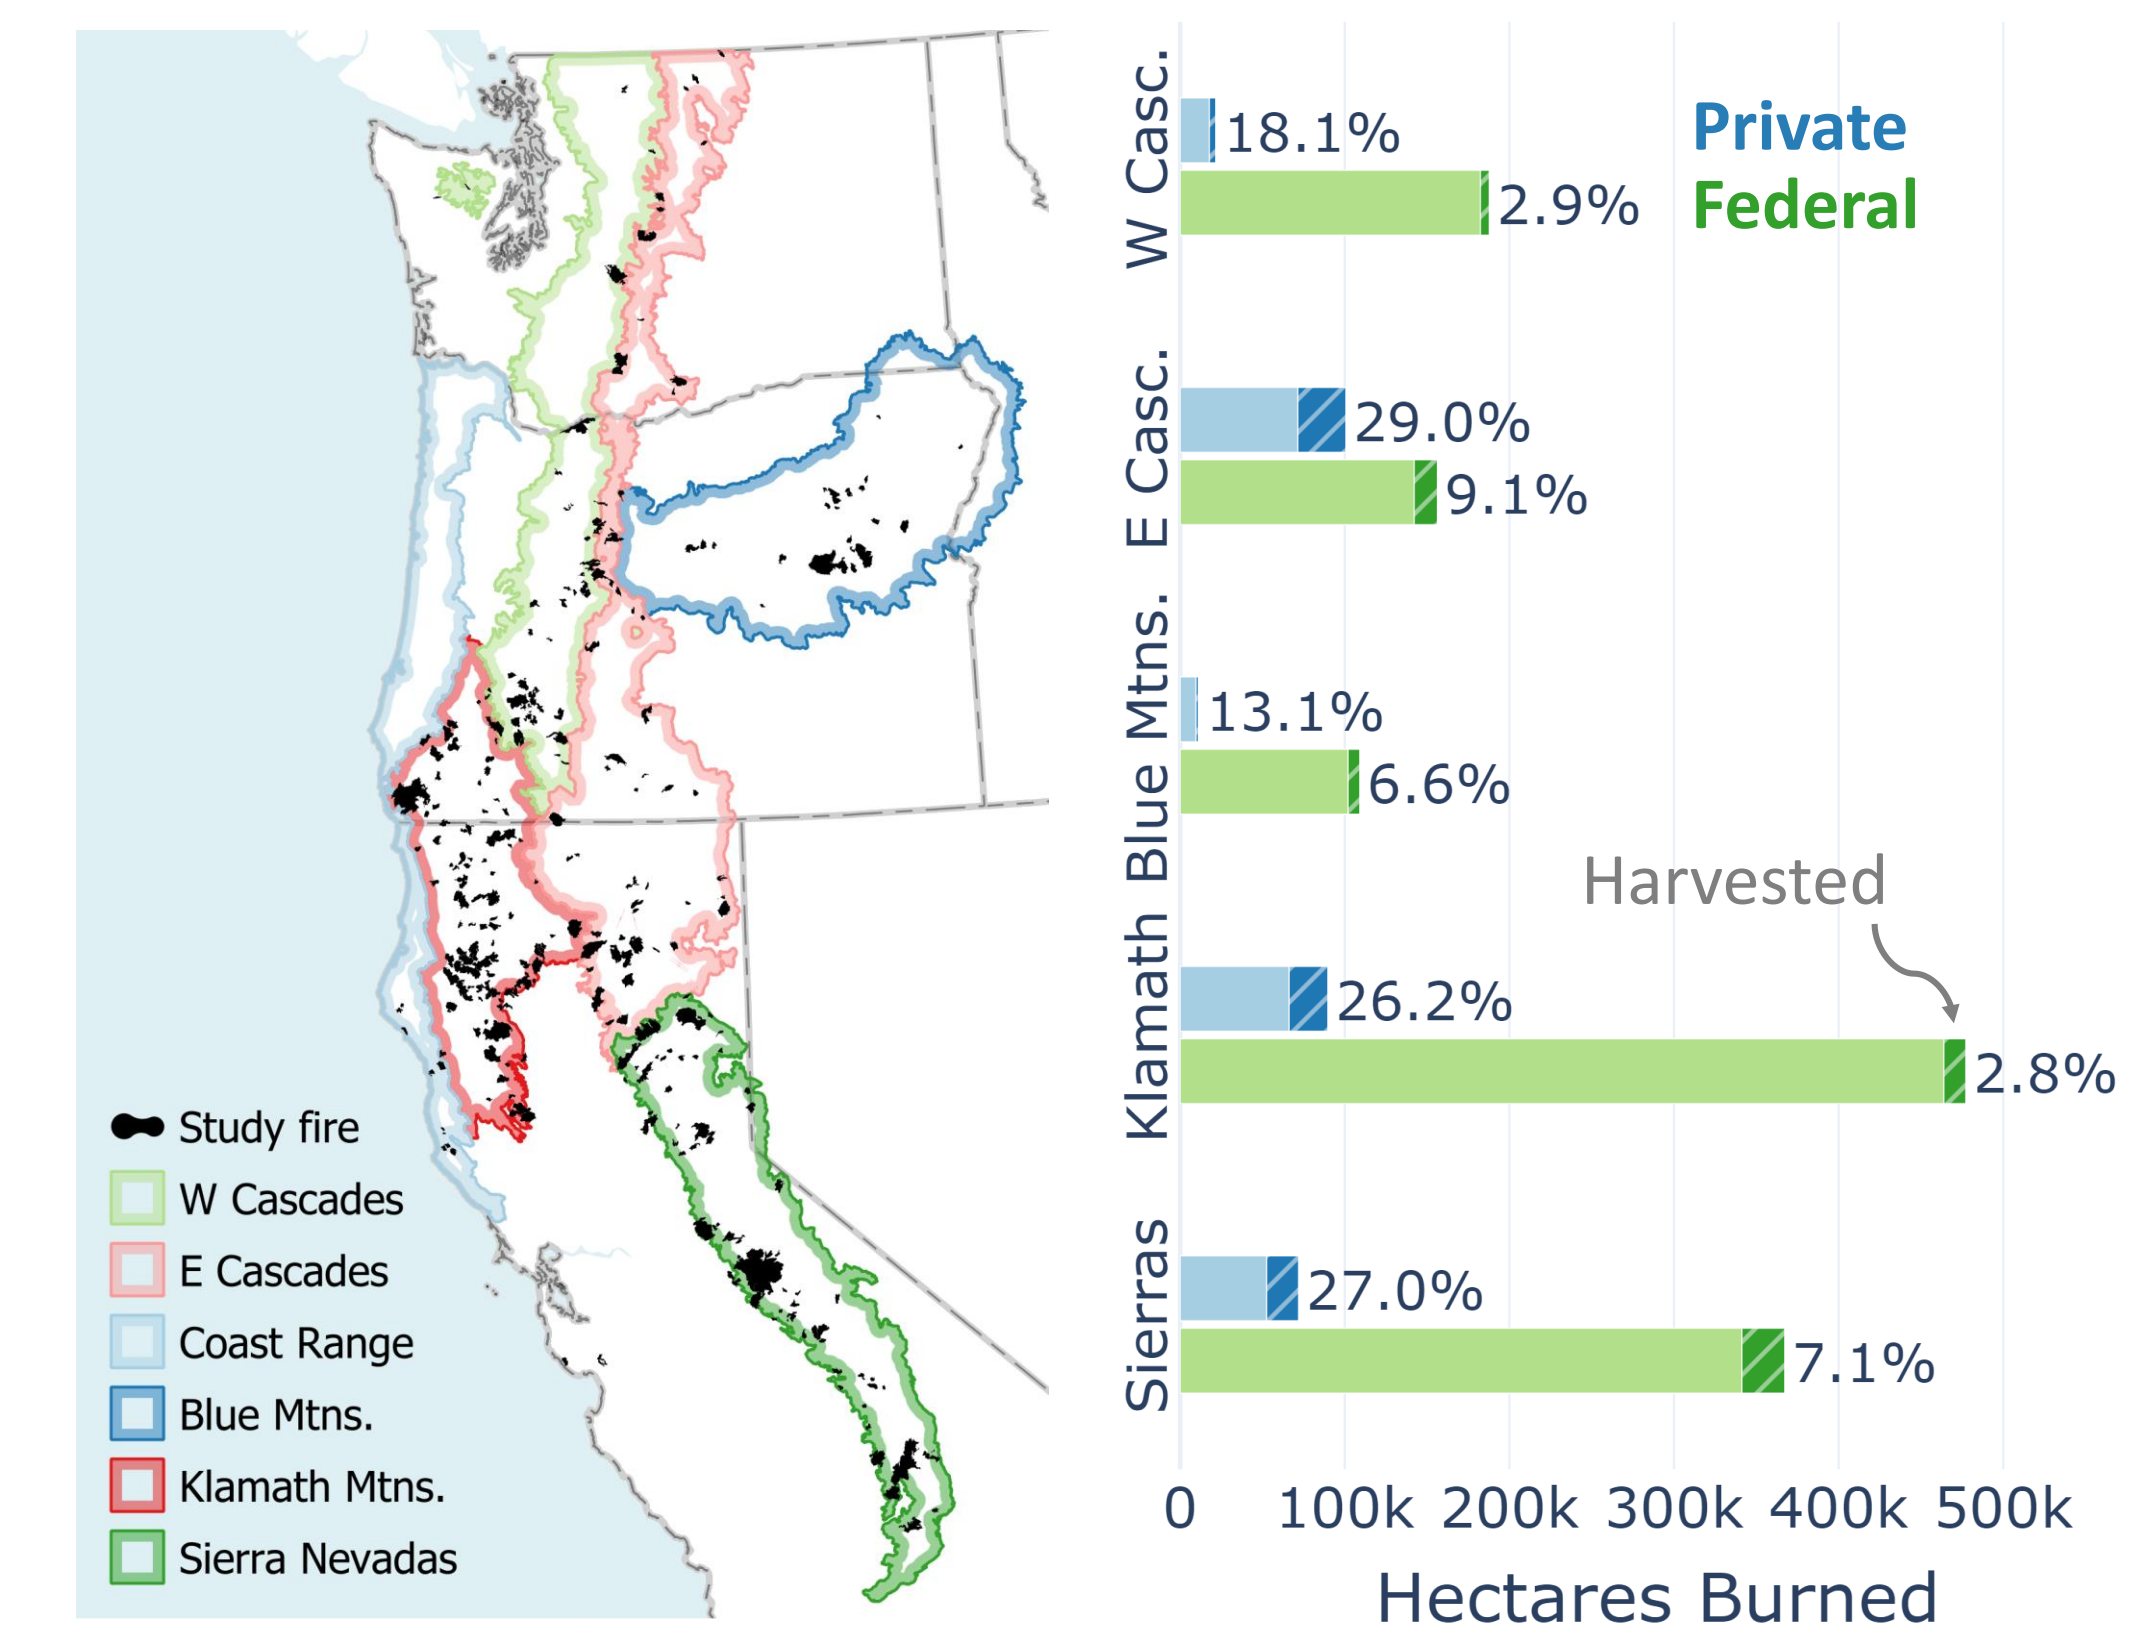 Study fire
W Cascades
E Cascades
Coast Range
Blue Mtns.
Klamath Mtns.
Sierra Nevadas
Private
Federal
W Casc.
18.1%
2.9%
E Casc.
29.0%
9.1%
Blue Mtns.
13.1%
6.6%
Harvested
Klamath
26.2%
2.8%
Sierras
27.0%
7.1%
0 100k 200k 300k 400k 500k
Hectares Burned